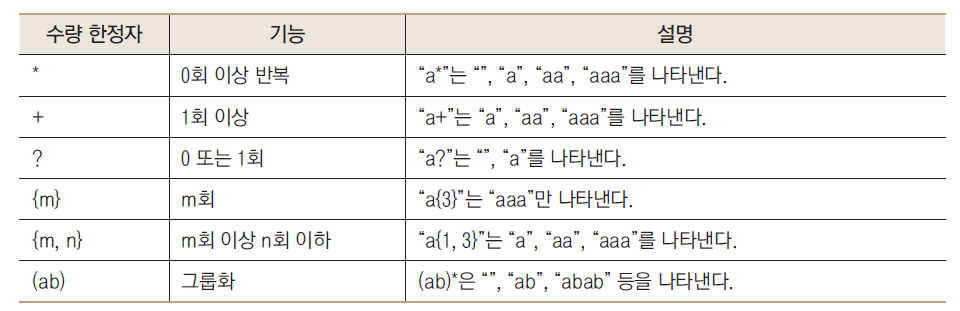 수량 한정자 기능 설명
* 0회 이상 반복 “a*”는 “”, “a”, “aa”, “aaa”를 나타낸다.
+ 1회 이상 “a+”는 “a”, “aa”, “aaa”를 나타낸다.
? 0 또는 1회 “a?”는 “”, “a”를 나타낸다.
{m} m회 “a{3}”는 “aaa”만 나타낸다.
{m, n} m회 이상 n회 이하 “a{1, 3}”는 “a”, “aa”, “aaa”를 나타낸다.
(ab) 그룹화 (ab)*은 “”, “ab”, “abab” 등을 나타낸다.